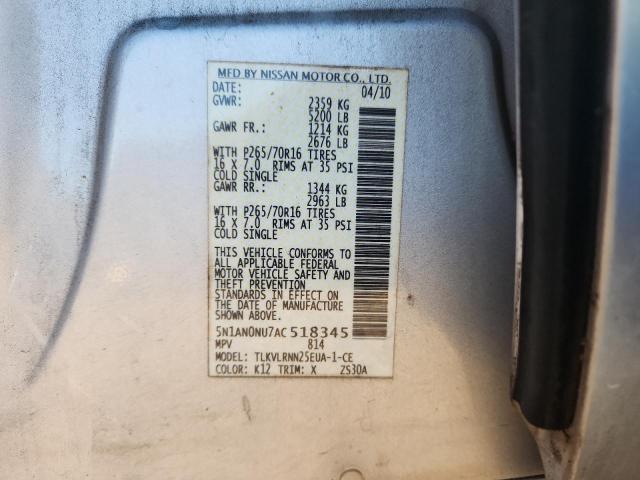 MFD BY NISSAN MOTOR CO., LTD.
DATE: 04/10
GVWR: 2359 KG
5200 LB
GAWR FR.: 1214 KG
2676 LB
WITH P265/70R16 TIRES
16 X 7.0 RIMS AT 35 PSI
COLD SINGLE
GAWR RR.: 1344 KG
2963 LB
WITH P265/70R16 TIRES
16 X 7.0 RIMS AT 35 PSI
COLD SINGLE
THIS VEHICLE CONFORMS TO
ALL APPLICABLE FEDERAL
MOTOR VEHICLE SAFETY AND
THEFT PREVENTION
STANDARDS IN EFFECT ON
THE DATE OF MANUFACTURE
SHOWN ABOVE.
5N1AN0NU7AC518345
MPV 814
MODEL: TLKVLRNN25EUA-1-CE
COLOR: K12 TRIM: X ZS30A